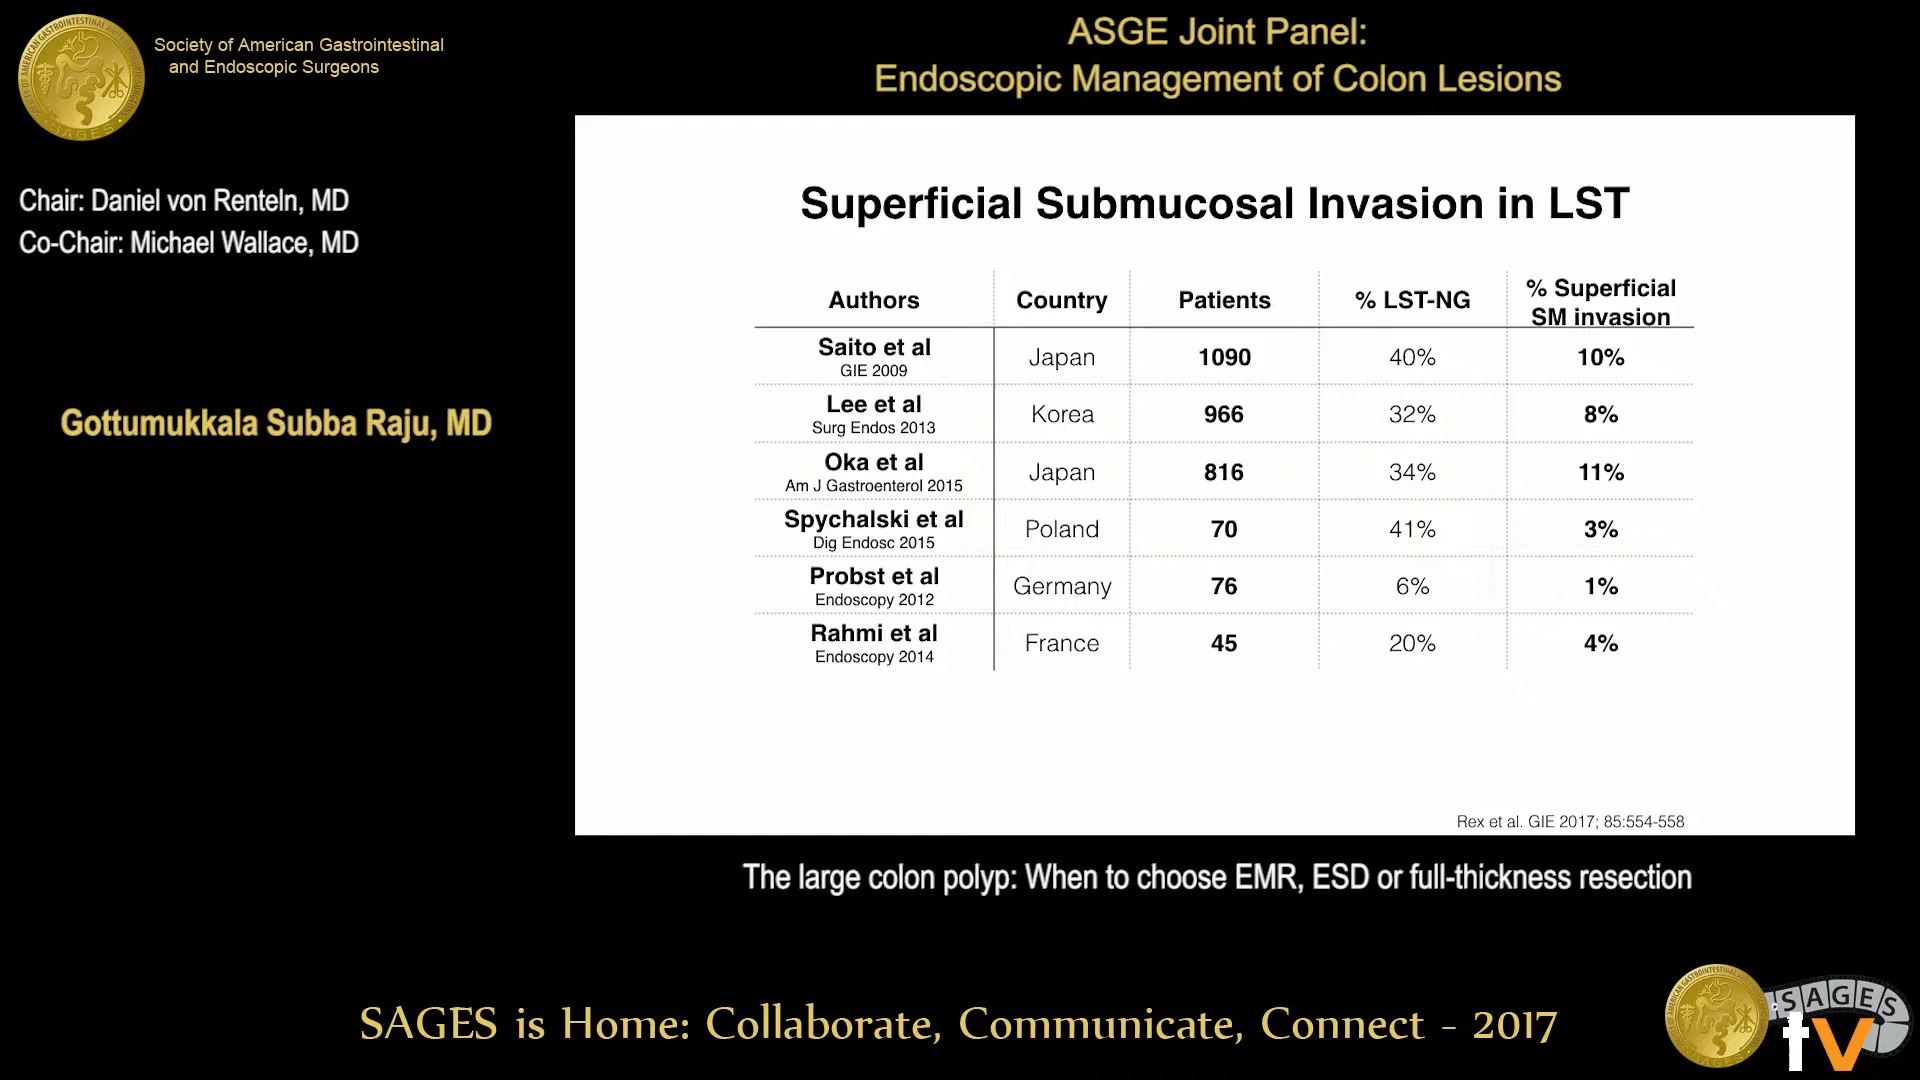 Society of American Gastrointestinal
and Endoscopic Surgeons
ASGE Joint Panel:
Endoscopic Management of Colon Lesions
Chair: Daniel von Renteln, MD
Co-Chair: Michael Wallace, MD
Gottumukkala Subba Raju, MD
Superficial Submucosal Invasion in LST
Authors Country Patients % LST-NG % Superficial
SM invasion
Saito et al Japan 1090 40% 10%
GIE 2009
Lee et al Korea 966 32% 8%
Surg Endos 2013
Oka et al Japan 816 34% 11%
Am J Gastroenterol 2015
Spychalski et al Poland 70 41% 3%
Dig Endosc 2015
Probst et al Germany 76 6% 1%
Endoscopy 2012
Rahmi et al France 45 20% 4%
Endoscopy 2014
Rex et al. GIE 2017; 85:554-558
The large colon polyp: When to choose EMR, ESD or full-thickness resection
SAGES is Home: Collaborate, Communicate, Connect - 2017
SAGES
tv